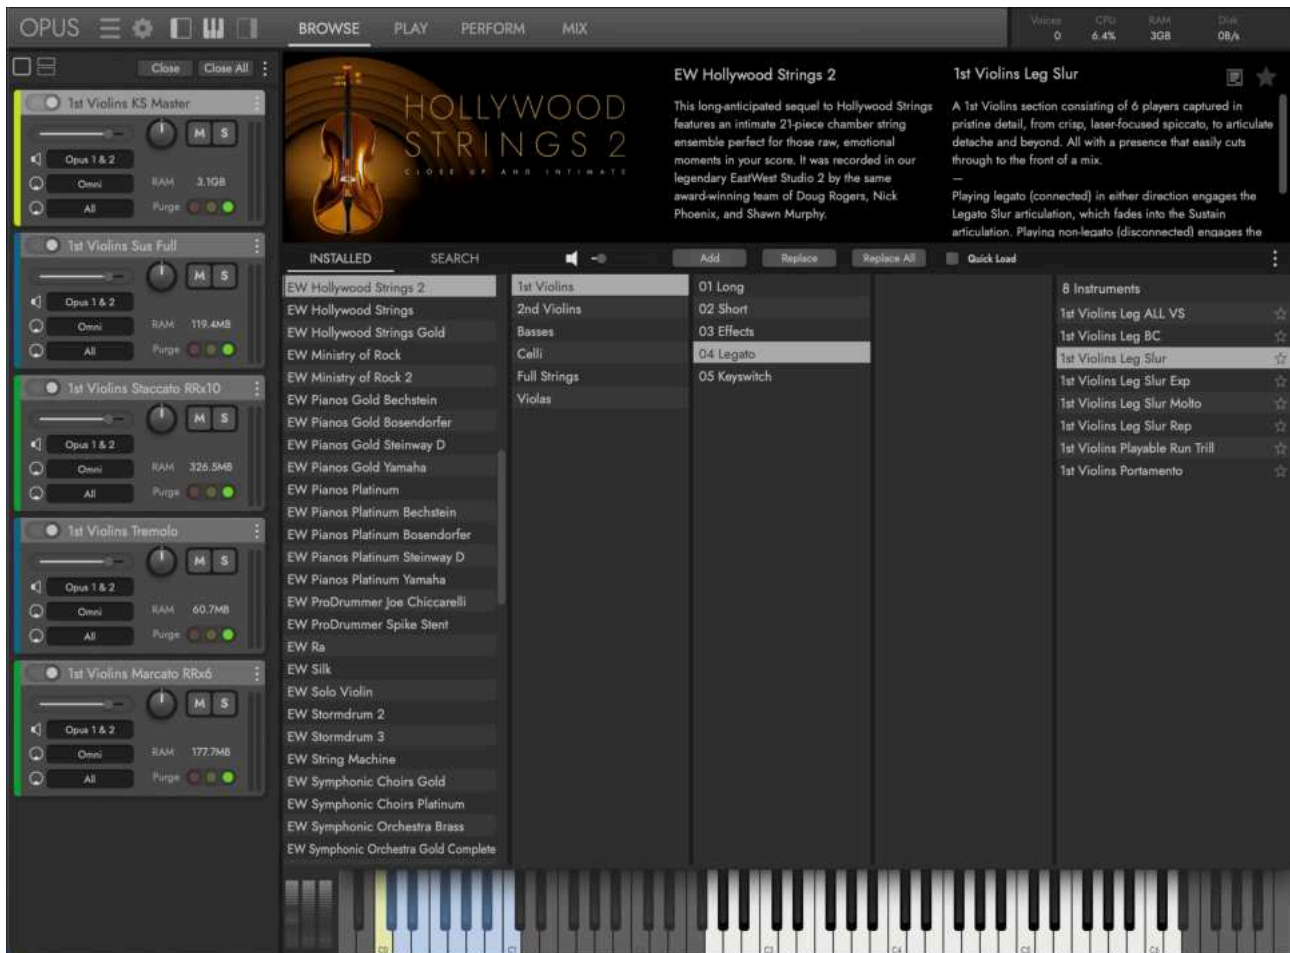 OPUS BROWSE PLAY PERFORM MIX
Voices CPU RAM Disk
0 6.4% 3GB 0B/s
Close Close All
1st Violins KS Master
M S
Opus 1 & 2
Omni RAM 3.1GB
All Purge
1st Violins Sus Full
M S
Opus 1 & 2
Omni RAM 119.4MB
All Purge
1st Violins Staccato RRx10
M S
Opus 1 & 2
Omni RAM 326.5MB
All Purge
1st Violins Tremolo
M S
Opus 1 & 2
Omni RAM 60.7MB
All Purge
1st Violins Marcato RRx6
M S
Opus 1 & 2
Omni RAM 177.7MB
All Purge
HOLLYWOOD
STRINGS 2
CLOSE UP AND INTIMATE
EW Hollywood Strings 2
This long-anticipated sequel to Hollywood Strings
features an intimate 21-piece chamber string
ensemble perfect for those raw, emotional
moments in your score. It was recorded in our
legendary EastWest Studio 2 by the same
award-winning team of Doug Rogers, Nick
Phoenix, and Shawn Murphy.
1st Violins Leg Slur
A 1st Violins section consisting of 6 players captured in
pristine detail, from crisp, laser-focused spiccato, to articulate
detache and beyond. All with a presence that easily cuts
through to the front of a mix.
—
Playing legato (connected) in either direction engages the
Legato Slur articulation, which fades into the Sustain
articulation. Playing non-legato (disconnected) engages the
INSTALLED SEARCH Add Replace Replace All Quick Load
EW Hollywood Strings 2
EW Hollywood Strings
EW Hollywood Strings Gold
EW Ministry of Rock
EW Ministry of Rock 2
EW Pianos Gold Bechstein
EW Pianos Gold Bosendorfer
EW Pianos Gold Steinway D
EW Pianos Gold Yamaha
EW Pianos Platinum
EW Pianos Platinum Bechstein
EW Pianos Platinum Bosendorfer
EW Pianos Platinum Steinway D
EW Pianos Platinum Yamaha
EW ProDrummer Joe Chiccarelli
EW ProDrummer Spike Stent
EW Ra
EW Silk
EW Solo Violin
EW Stormdrum 2
EW Stormdrum 3
EW String Machine
EW Symphonic Choirs Gold
EW Symphonic Choirs Platinum
EW Symphonic Orchestra Brass
EW Symphonic Orchestra Gold Complete
1st Violins
2nd Violins
Basses
Celli
Full Strings
Violas
01 Long
02 Short
03 Effects
04 Legato
05 Keyswitch
8 Instruments
1st Violins Leg ALL VS
1st Violins Leg BC
1st Violins Leg Slur
1st Violins Leg Slur Exp
1st Violins Leg Slur Molto
1st Violins Leg Slur Rep
1st Violins Playable Run Trill
1st Violins Portamento
C0 C1 C3 C4 C5 C6